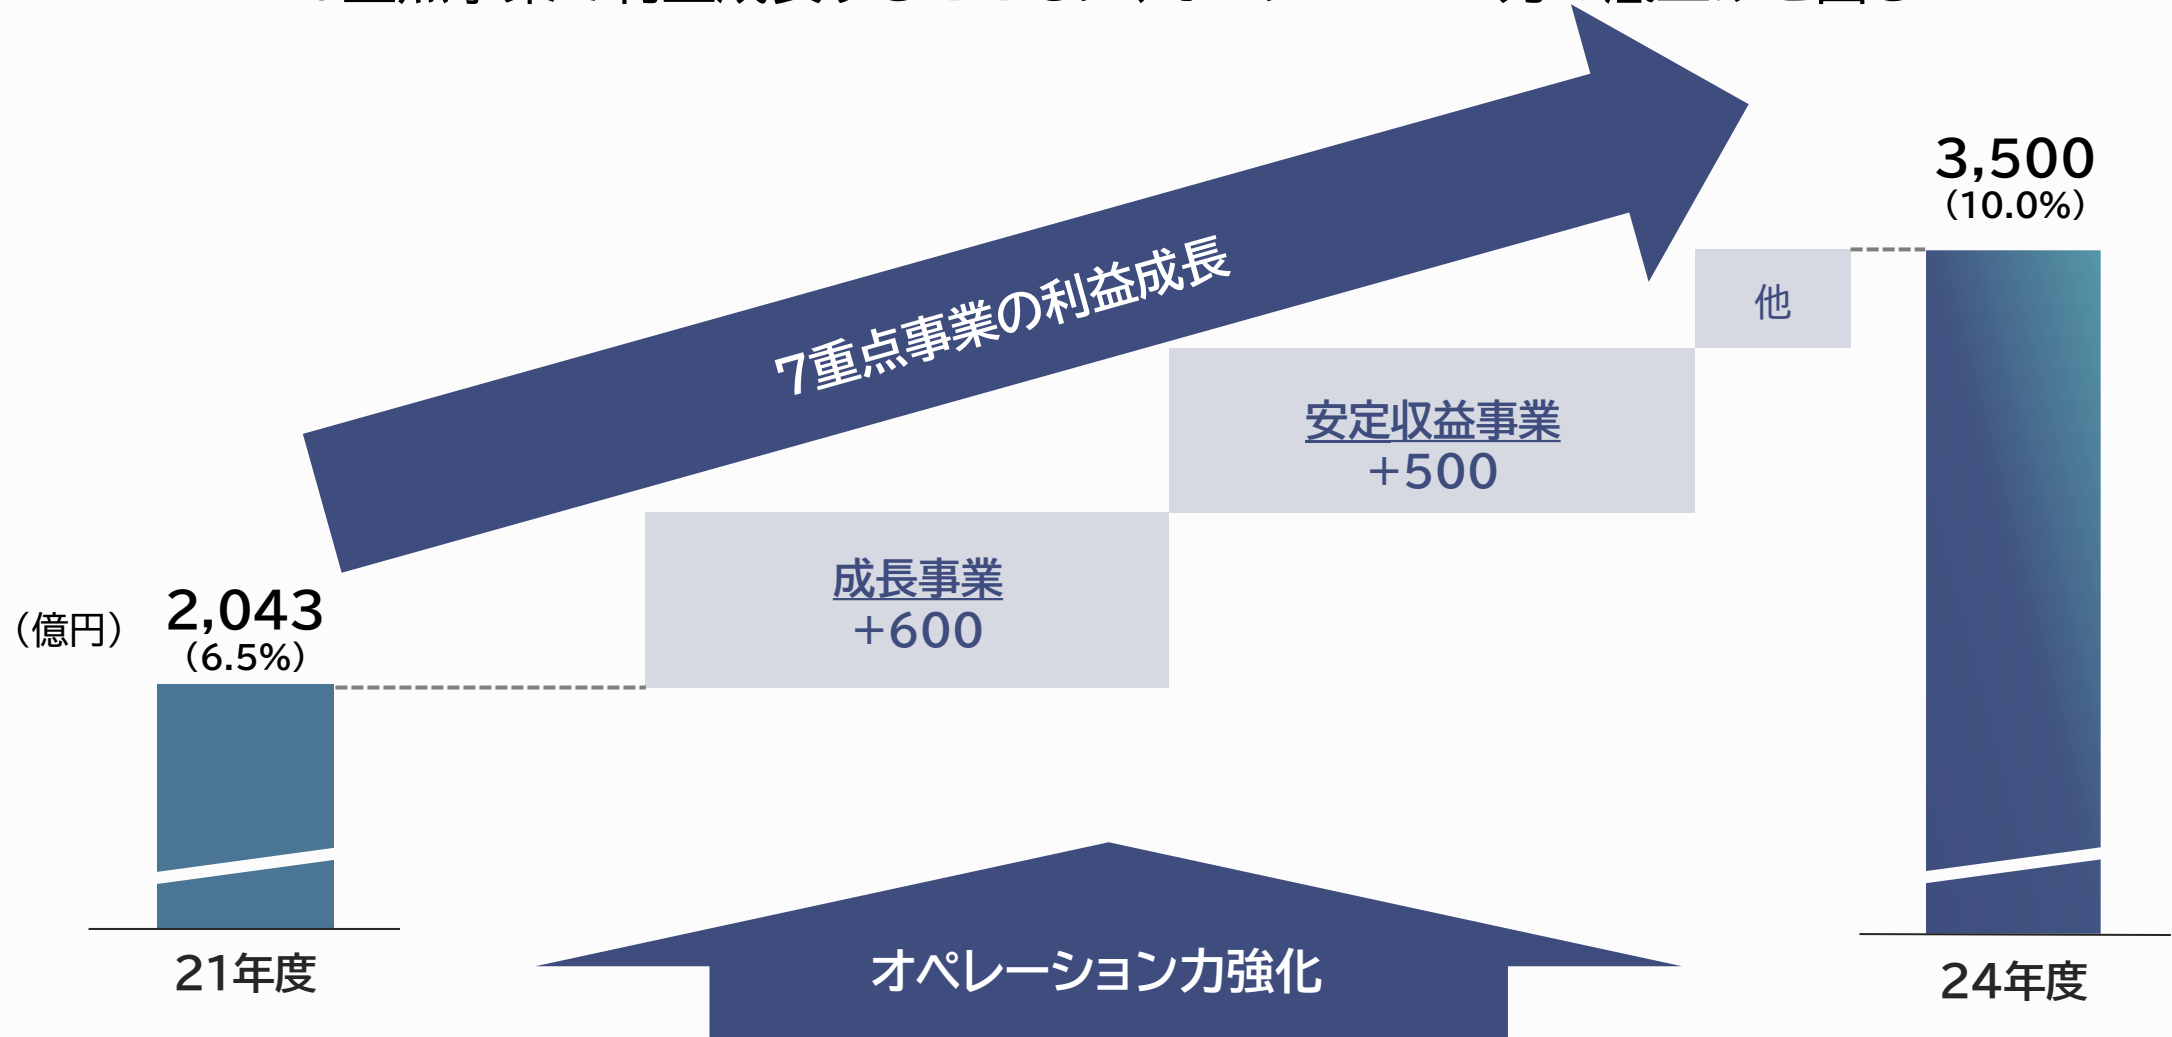 7重点事業の利益成長
3,500
（10.0%）
他
安定収益事業
+500
成長事業
+600
（億円）
2,043
（6.5%）
オペレーション力強化
21年度
24年度